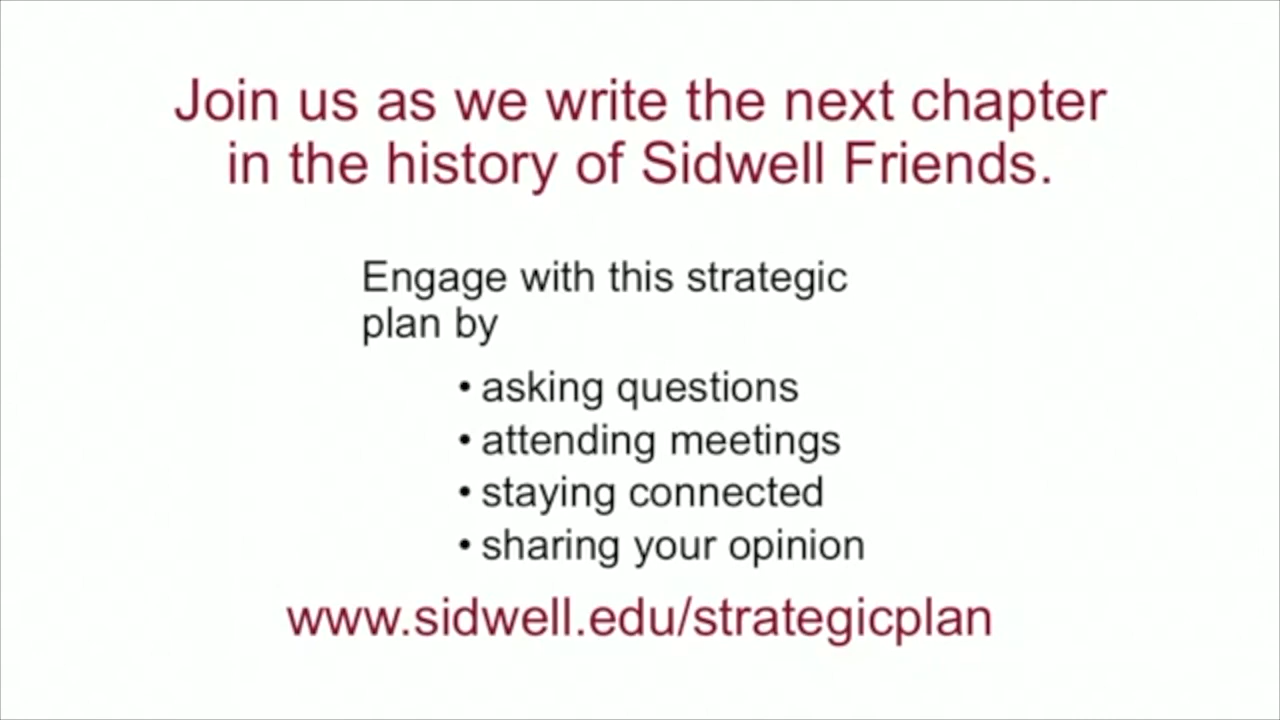 Join us as we write the next chapter
in the history of Sidwell Friends.
Engage with this strategic
plan by
• asking questions
• attending meetings
• staying connected
• sharing your opinion
www.sidwell.edu/strategicplan